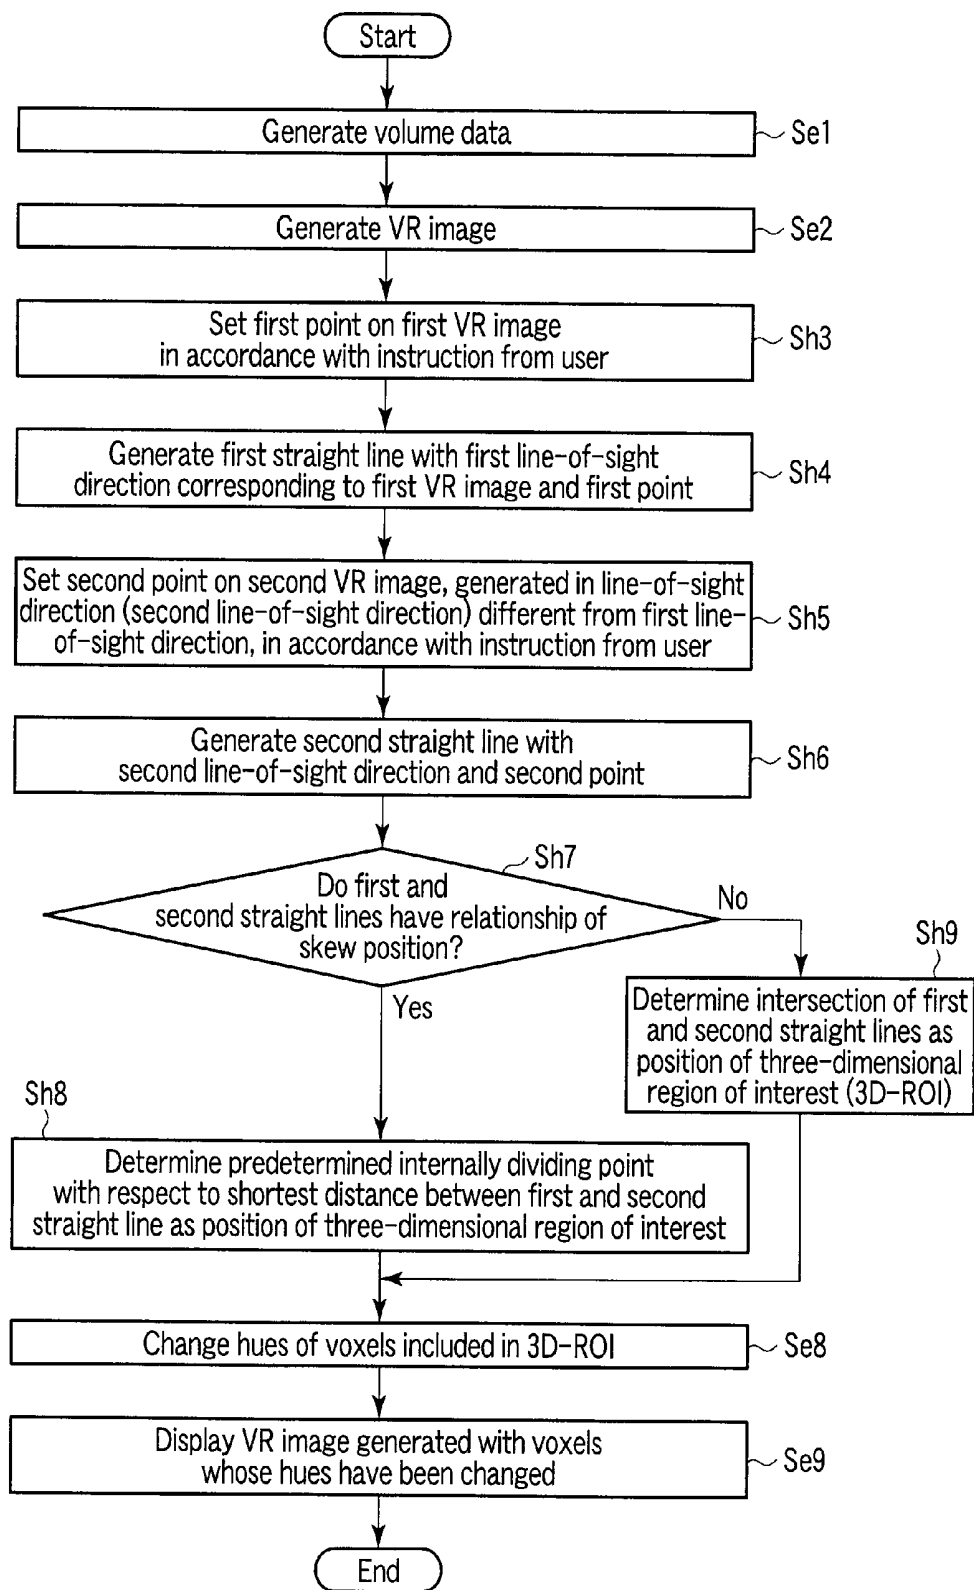 Start
Generate volume data
Se1
Generate VR image
Se2
Set first point on first VR image
in accordance with instruction from user
Sh3
Generate first straight line with first line-of-sight
direction corresponding to first VR image and first point
Sh4
Set second point on second VR image, generated in line-of-sight
direction (second line-of-sight direction) different from first line-
of-sight direction, in accordance with instruction from user
Sh5
Generate second straight line with
second line-of-sight direction and second point
Sh6
Sh7
Do first and
second straight lines have relationship of
skew position?
No
Yes
Sh9
Determine intersection of first
and second straight lines as
position of three-dimensional
region of interest (3D-ROI)
Sh8
Determine predetermined internally dividing point
with respect to shortest distance between first and second
straight line as position of three-dimensional region of interest
Change hues of voxels included in 3D-ROI
Se8
Display VR image generated with voxels
whose hues have been changed
Se9
End